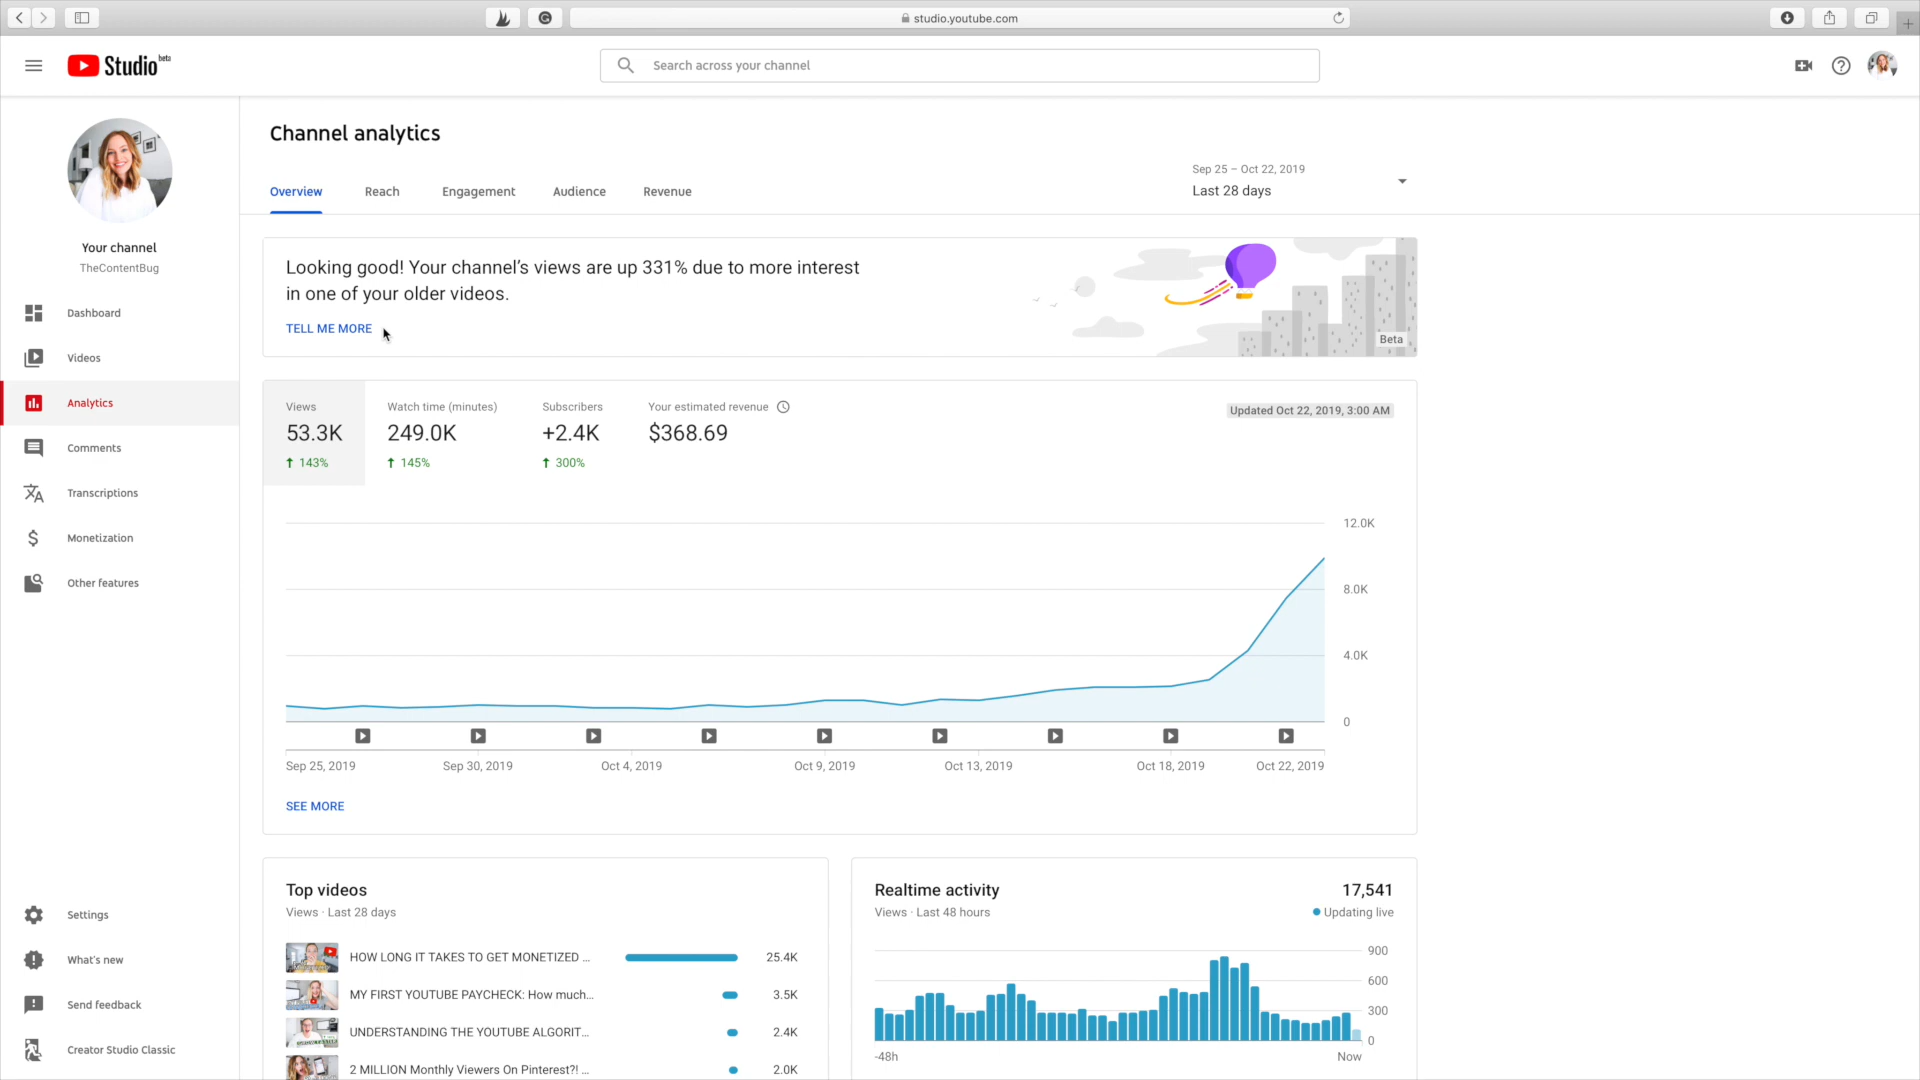 studio.youtube.com
Studio beta
Search across your channel
Your channel
TheContentBug
Dashboard
Videos
Analytics
Comments
Transcriptions
Monetization
Other features
Settings
What's new
Send feedback
Creator Studio Classic
Channel analytics
Overview Reach Engagement Audience Revenue
Sep 25 – Oct 22, 2019
Last 28 days
Looking good! Your channel's views are up 331% due to more interest
in one of your older videos.
TELL ME MORE
Beta
Views Watch time (minutes) Subscribers Your estimated revenue
Updated Oct 22, 2019, 3:00 AM
53.3K 249.0K +2.4K $368.69
143% 145% 300%
12.0K
8.0K
4.0K
0
Sep 25, 2019 Sep 30, 2019 Oct 4, 2019 Oct 9, 2019 Oct 13, 2019 Oct 18, 2019 Oct 22, 2019
SEE MORE
Top videos
Views · Last 28 days
HOW LONG IT TAKES TO GET MONETIZED ... 25.4K
MY FIRST YOUTUBE PAYCHECK: How much... 3.5K
UNDERSTANDING THE YOUTUBE ALGORIT... 2.4K
2 MILLION Monthly Viewers On Pinterest?! ... 2.0K
Realtime activity 17,541
Views · Last 48 hours Updating live
900
600
300
0
-48h Now